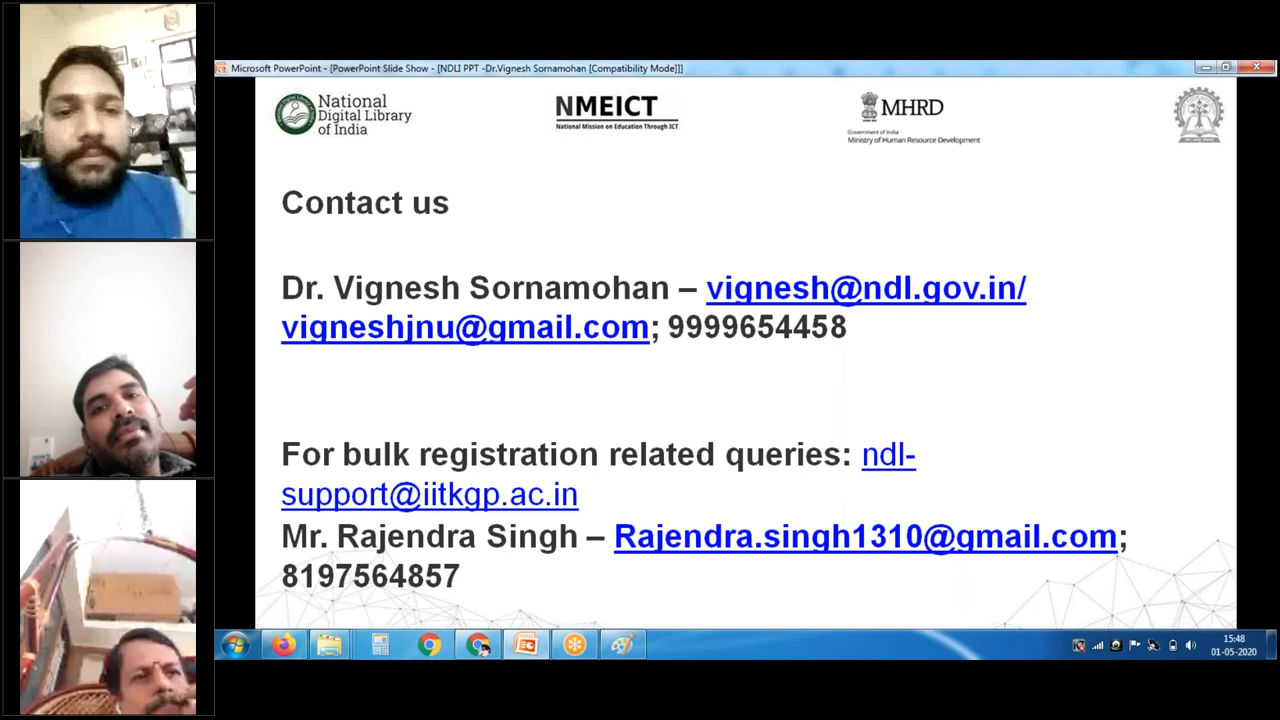 Microsoft PowerPoint - [PowerPoint Slide Show - [NDLI PPT -Dr.Vignesh Sornamohan [Compatibility Mode]]]
National
Digital Library
of India
NMEICT
National Mission on Education Through ICT
MHRD
Government of India
Ministry of Human Resource Development
Contact us
Dr. Vignesh Sornamohan – vignesh@ndl.gov.in/
vigneshjnu@gmail.com; 9999654458
For bulk registration related queries: ndl-
support@iitkgp.ac.in
Mr. Rajendra Singh – Rajendra.singh1310@gmail.com;
8197564857
15:48
01-05-2020